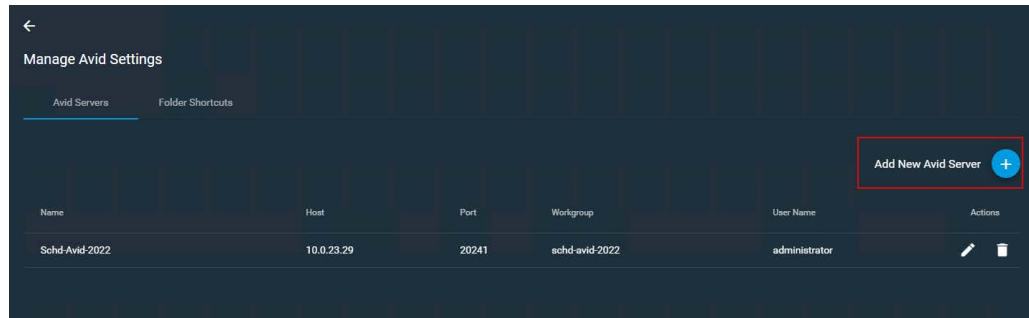 Manage Avid Settings
Avid Servers Folder Shortcuts
Add New Avid Server
Name Host Port Workgroup User Name Actions
Schd-Avid-2022 10.0.23.29 20241 schd-avid-2022 administrator